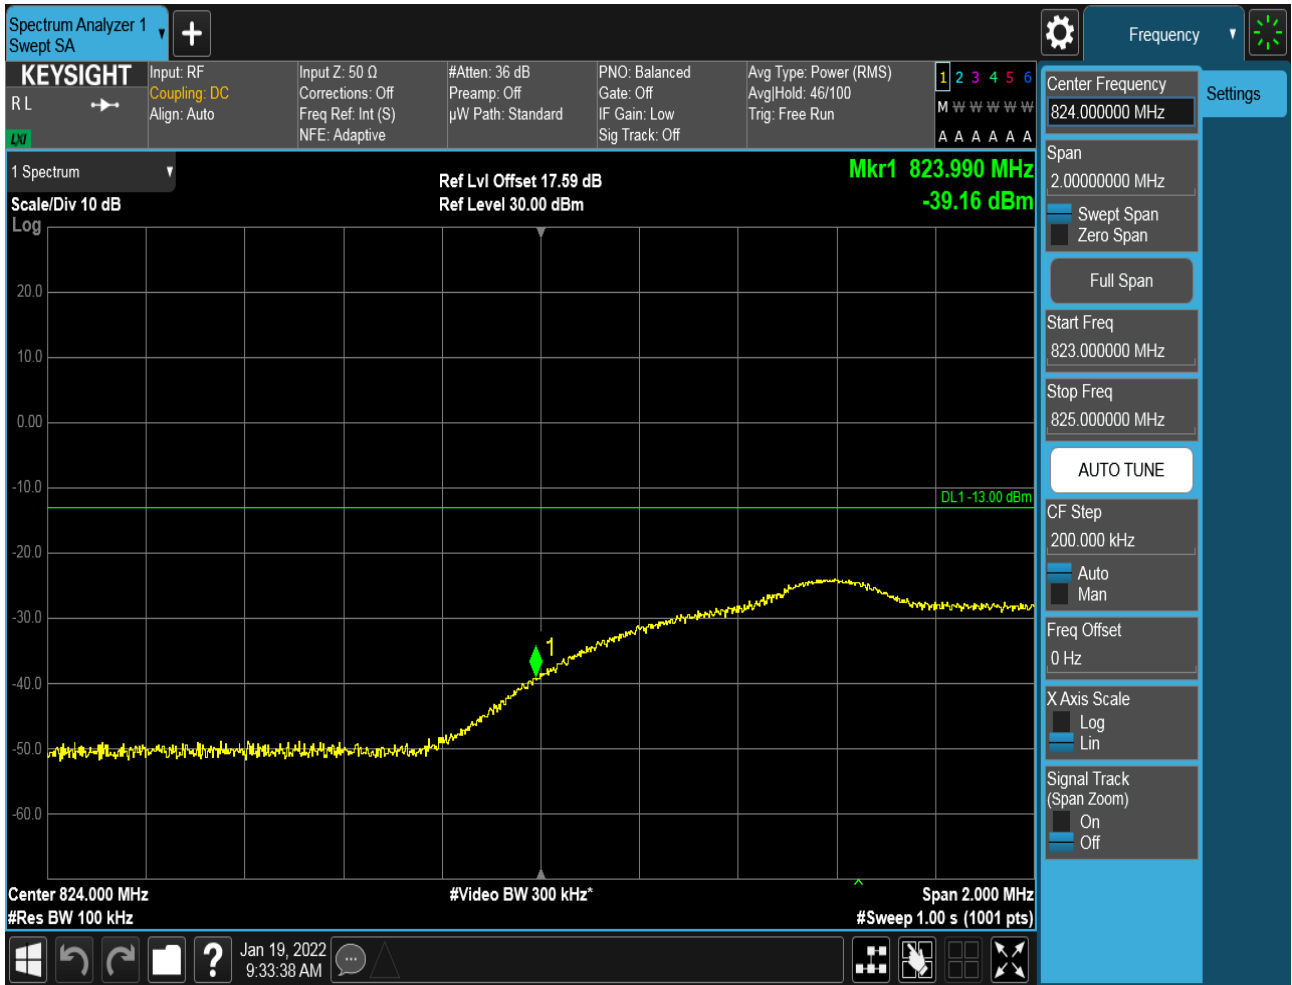 Spectrum Analyzer 1
Swept SA
Frequency
KEYSIGHT
R L
LXI
Input: RF
Coupling: DC
Align: Auto
Input Z: 50 Ω
Corrections: Off
Freq Ref: Int (S)
NFE: Adaptive
#Atten: 36 dB
Preamp: Off
µW Path: Standard
PNO: Balanced
Gate: Off
IF Gain: Low
Sig Track: Off
Avg Type: Power (RMS)
Avg|Hold: 46/100
Trig: Free Run
1 2 3 4 5 6
M W W W W W
A A A A A A
1 Spectrum
Scale/Div 10 dB
Log
Ref Lvl Offset 17.59 dB
Ref Level 30.00 dBm
Mkr1 823.990 MHz
-39.16 dBm
20.0
10.0
0.00
-10.0
DL1 -13.00 dBm
-20.0
-30.0
1
-40.0
-50.0
-60.0
Center 824.000 MHz
#Video BW 300 kHz*
Span 2.000 MHz
#Res BW 100 kHz
#Sweep 1.00 s (1001 pts)
Jan 19, 2022
9:33:38 AM
?
Center Frequency
824.000000 MHz
Settings
Span
2.00000000 MHz
Swept Span
Zero Span
Full Span
Start Freq
823.000000 MHz
Stop Freq
825.000000 MHz
AUTO TUNE
CF Step
200.000 kHz
Auto
Man
Freq Offset
0 Hz
X Axis Scale
Log
Lin
Signal Track
(Span Zoom)
On
Off